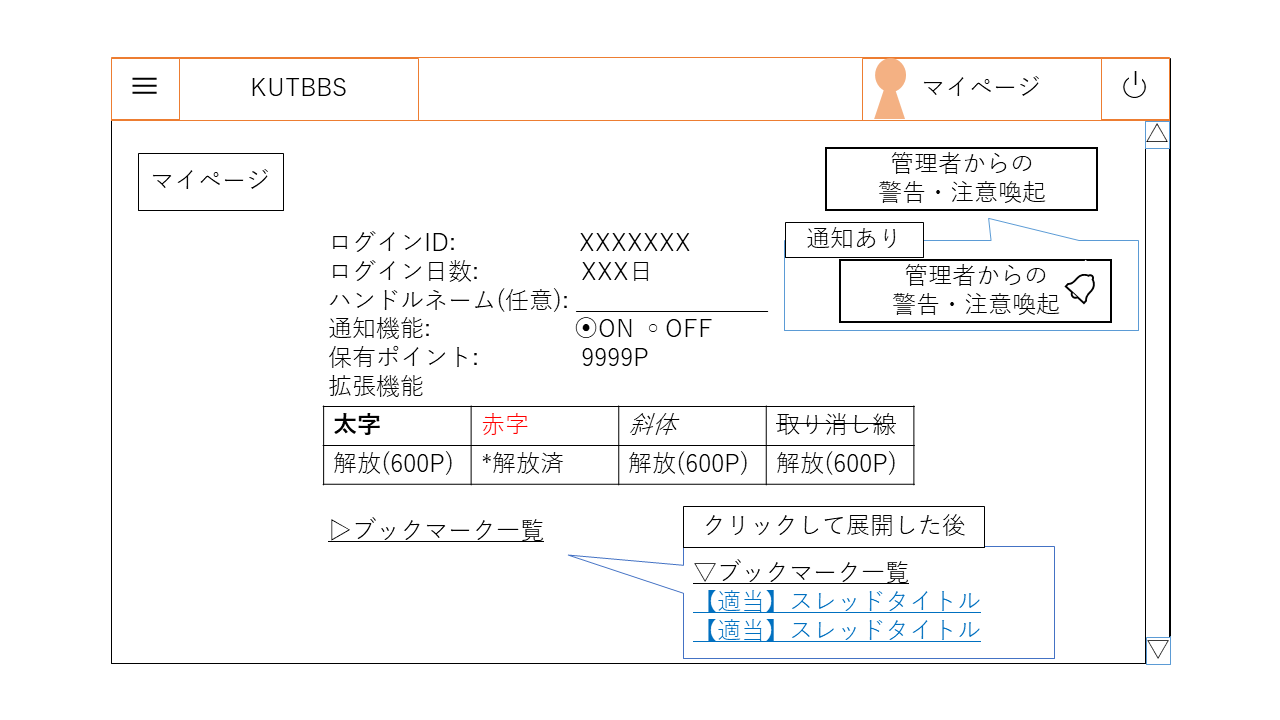 KUTBBS
マイページ
マイページ
管理者からの
警告・注意喚起
通知あり
管理者からの
警告・注意喚起
ログインID: XXXXXXX
ログイン日数: XXX日
ハンドルネーム(任意):
通知機能: ⦿ON ○OFF
保有ポイント: 9999P
拡張機能
太字 赤字 斜体 取り消し線
解放(600P) *解放済 解放(600P) 解放(600P)
▷ブックマーク一覧
クリックして展開した後
▽ブックマーク一覧
【適当】スレッドタイトル
【適当】スレッドタイトル